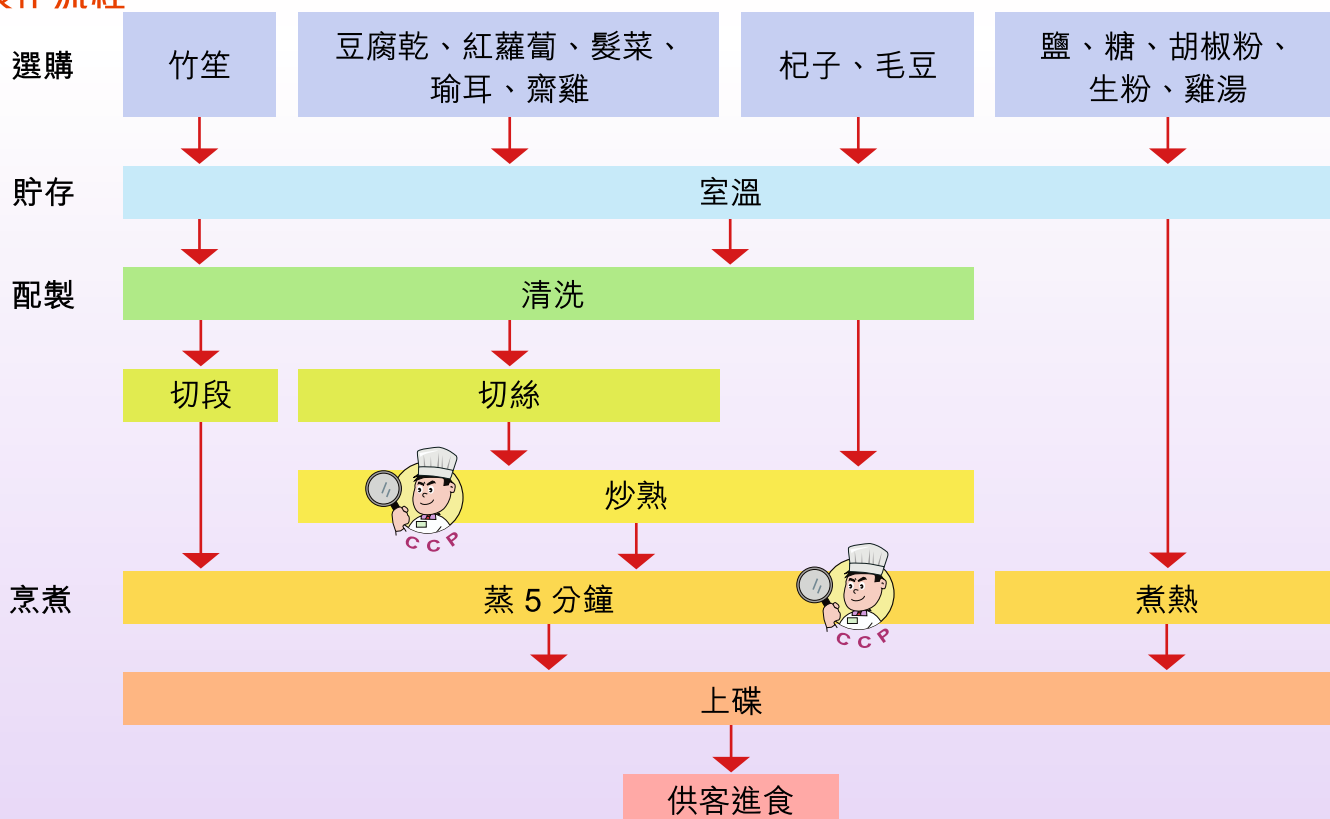 選購
竹笙
豆腐乾、紅蘿蔔、髮菜、
瑜耳、齋雞
杞子、毛豆
鹽、糖、胡椒粉、
生粉、雞湯
貯存
室溫
配製
清洗
切段
切絲
炒熟
CCP
烹煮
蒸 5 分鐘
CCP
煮熱
上碟
供客進食